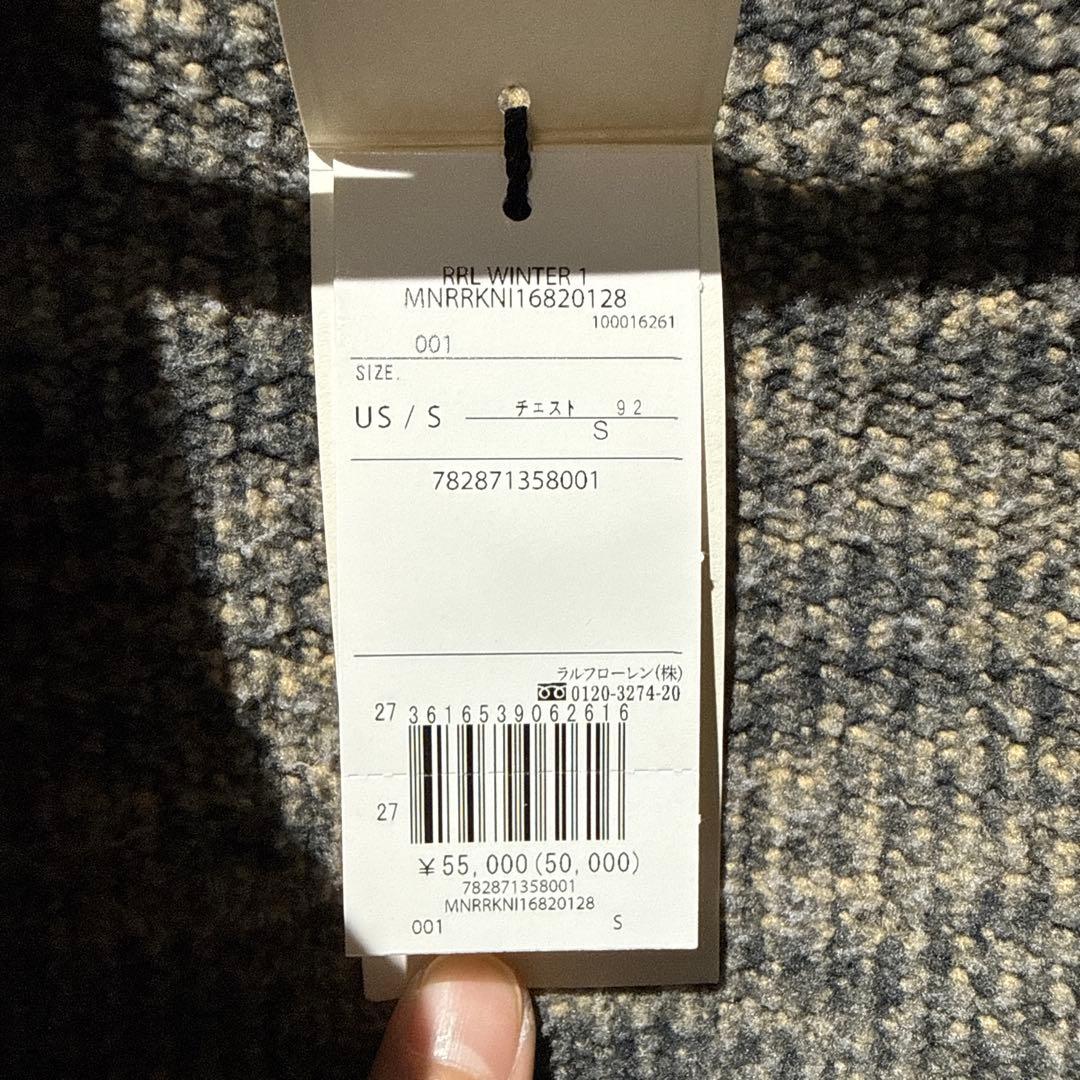 RRL WINTER 1
MNRRKNI16820128
100016261
001
SIZE.
US / S
チェスト 92
S
782871358001
ラルフローレン(株)
0120-3274-20
27 3616539062616
27
¥55,000(50,000)
782871358001
MNRRKNI16820128
001 S